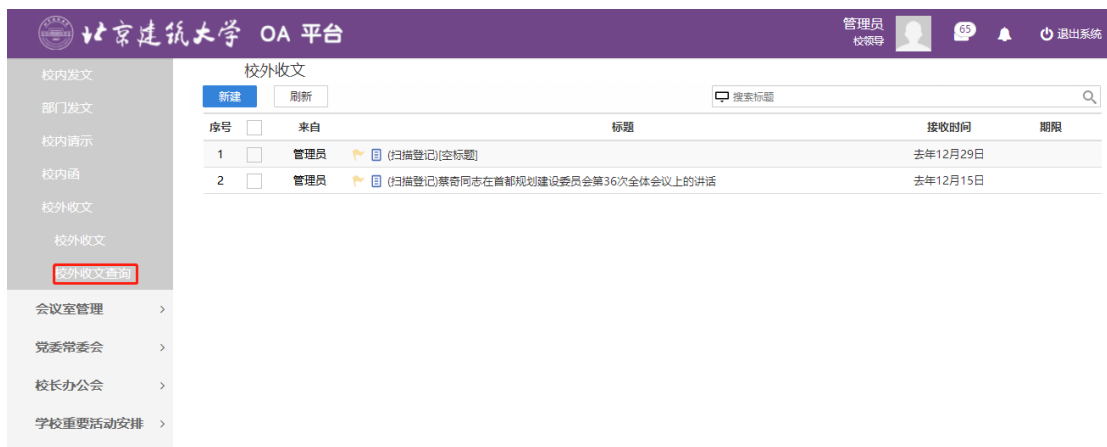 北京建筑大学 OA 平台
管理员
校领导
65
退出系统
校内发文
部门发文
校内请示
校内函
校外收文
校外收文
校外收文查询
会议室管理
党委常委会
校长办公会
学校重要活动安排
校外收文
新建 刷新 搜索标题
序号 来自 标题 接收时间 期限
1 管理员 (扫描登记)[空标题] 去年12月29日
2 管理员 (扫描登记)蔡奇同志在首都规划建设委员会第36次全体会议上的讲话 去年12月15日